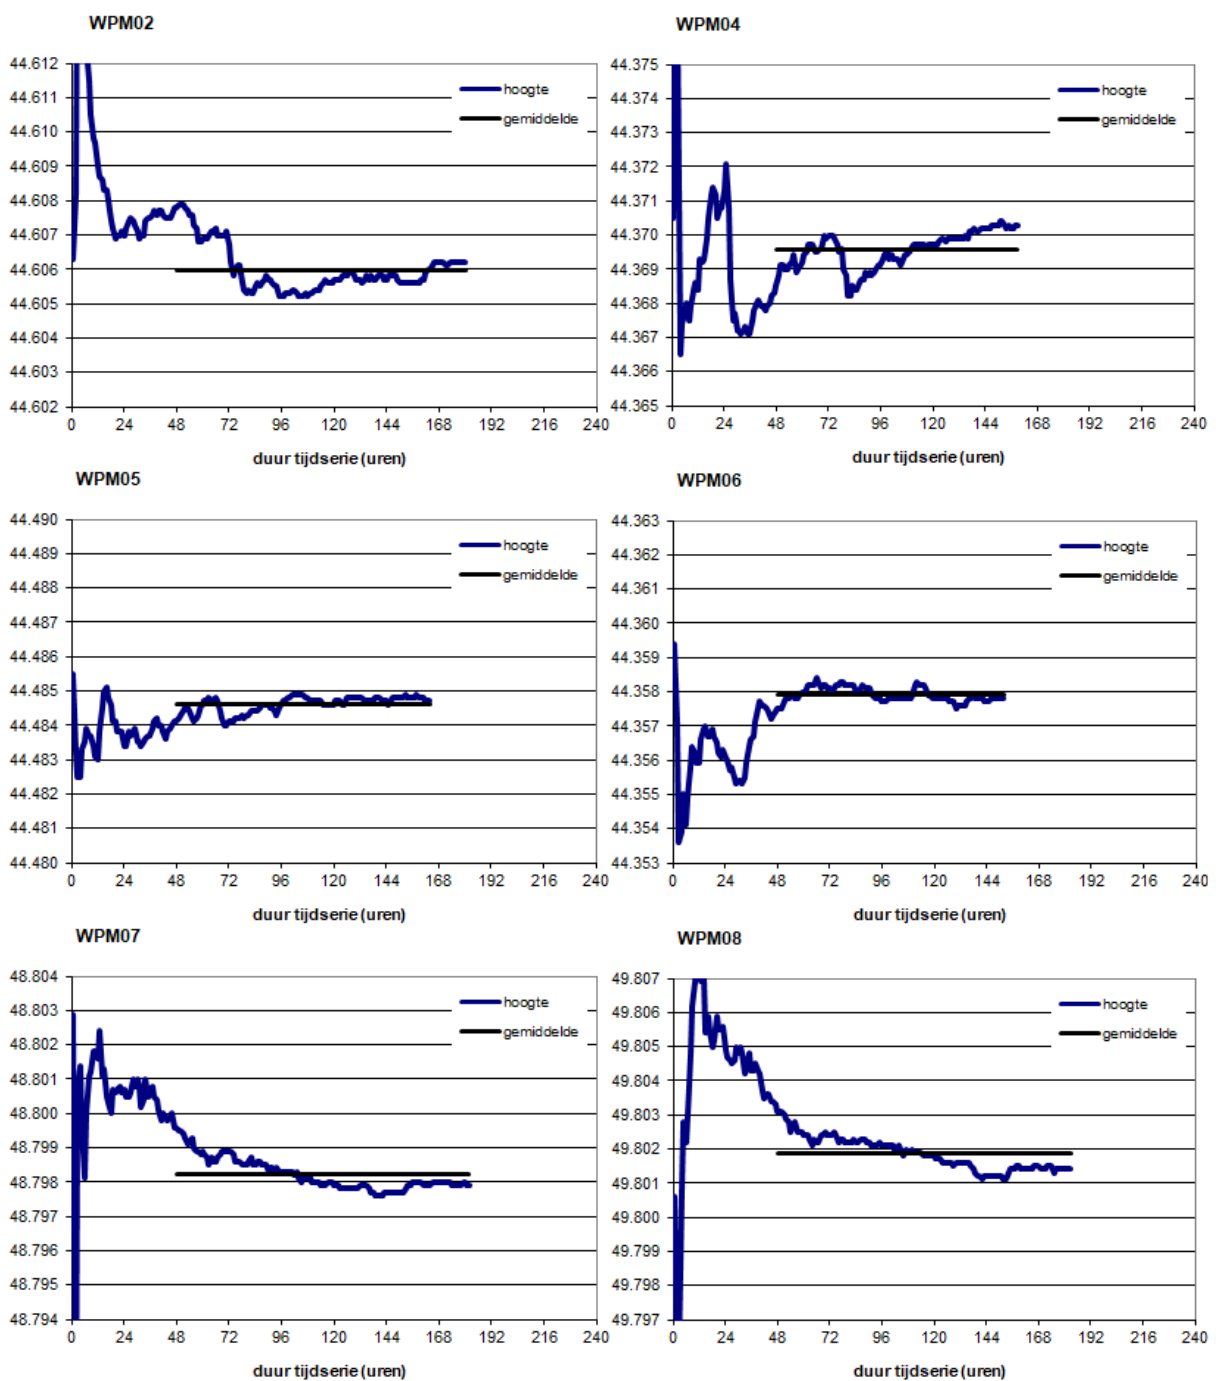 WPM02
44.612
44.611
44.610
44.609
44.608
44.607
44.606
44.605
44.604
44.603
44.602
hoogte
gemiddelde
0 24 48 72 96 120 144 168 192 216 240
duur tijdserie (uren)
WPM04
44.375
44.374
44.373
44.372
44.371
44.370
44.369
44.368
44.367
44.366
44.365
hoogte
gemiddelde
0 24 48 72 96 120 144 168 192 216 240
duur tijdserie (uren)
WPM05
44.490
44.489
44.488
44.487
44.486
44.485
44.484
44.483
44.482
44.481
44.480
hoogte
gemiddelde
0 24 48 72 96 120 144 168 192 216 240
duur tijdserie (uren)
WPM06
44.363
44.362
44.361
44.360
44.359
44.358
44.357
44.356
44.355
44.354
44.353
hoogte
gemiddelde
0 24 48 72 96 120 144 168 192 216 240
duur tijdserie (uren)
WPM07
48.804
48.803
48.802
48.801
48.800
48.799
48.798
48.797
48.796
48.795
48.794
hoogte
gemiddelde
0 24 48 72 96 120 144 168 192 216 240
duur tijdserie (uren)
WPM08
49.807
49.806
49.805
49.804
49.803
49.802
49.801
49.800
49.799
49.798
49.797
hoogte
gemiddelde
0 24 48 72 96 120 144 168 192 216 240
duur tijdserie (uren)